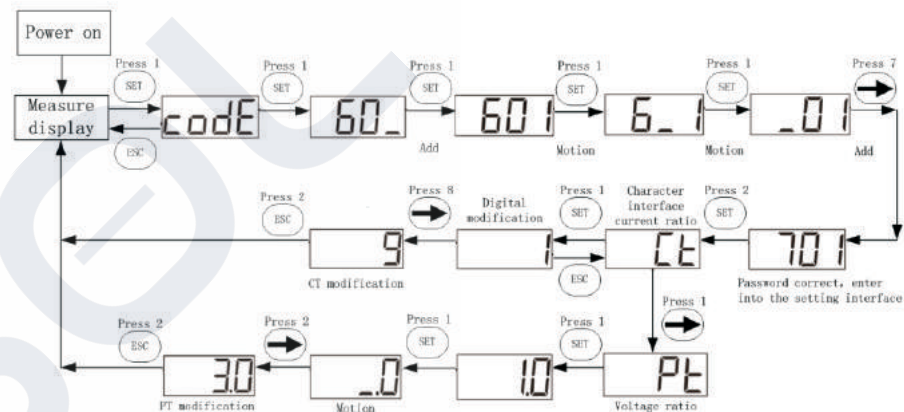 Power on
Press 1
SET
Press 1
SET
Press 1
SET
Press 1
SET
Press 1
SET
Press 7
Measure
display
codE
60_
601
6_1
_01
ESC
Add
Motion
Motion
Add
Press 2
ESC
Press 8
Digital
modification
Press 1
SET
Character
interface
current ratio
Press 2
SET
9
1
Ct
701
ESC
CT modification
Password correct, enter
into the setting interface
Press 1
Press 2
ESC
Press 2
Press 1
SET
Press 1
SET
3.0
_.0
1.0
Pt
PT modification
Motion
Voltage ratio